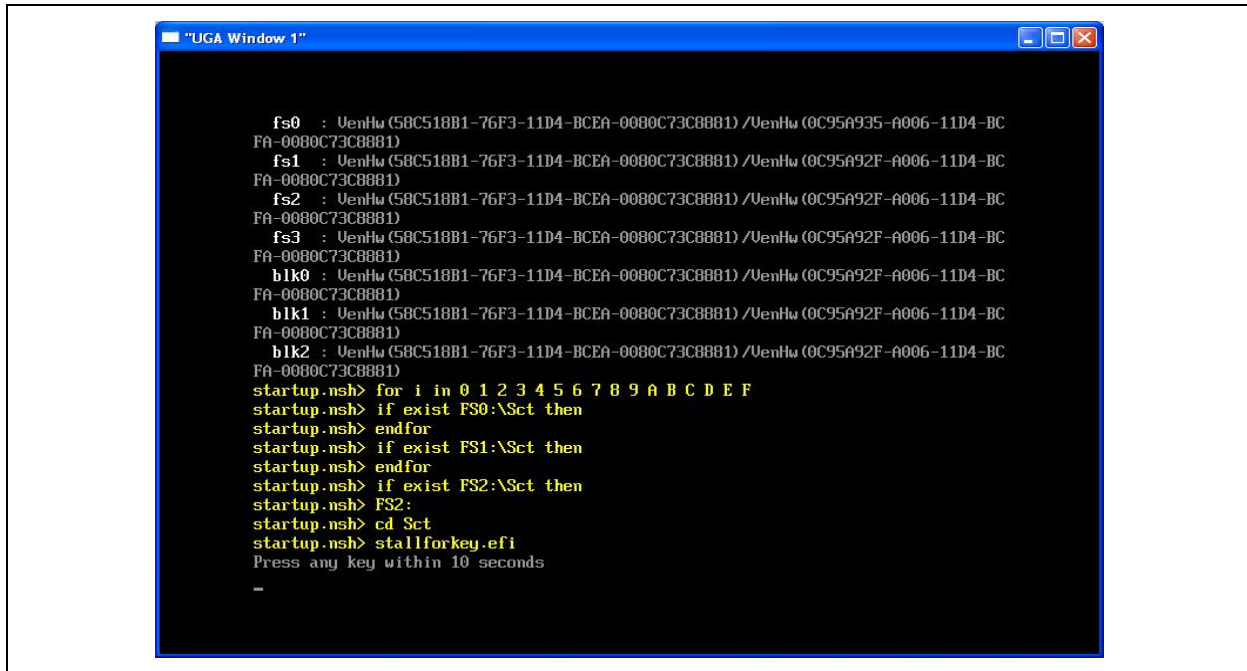 "UGA Window 1"
fs0 : VenHw(58C518B1-76F3-11D4-BCEA-0080C73C8881)/VenHw(0C95A935-A006-11D4-BC
FA-0080C73C8881)
fs1 : VenHw(58C518B1-76F3-11D4-BCEA-0080C73C8881)/VenHw(0C95A92F-A006-11D4-BC
FA-0080C73C8881)
fs2 : VenHw(58C518B1-76F3-11D4-BCEA-0080C73C8881)/VenHw(0C95A92F-A006-11D4-BC
FA-0080C73C8881)
fs3 : VenHw(58C518B1-76F3-11D4-BCEA-0080C73C8881)/VenHw(0C95A92F-A006-11D4-BC
FA-0080C73C8881)
blk0 : VenHw(58C518B1-76F3-11D4-BCEA-0080C73C8881)/VenHw(0C95A92F-A006-11D4-BC
FA-0080C73C8881)
blk1 : VenHw(58C518B1-76F3-11D4-BCEA-0080C73C8881)/VenHw(0C95A92F-A006-11D4-BC
FA-0080C73C8881)
blk2 : VenHw(58C518B1-76F3-11D4-BCEA-0080C73C8881)/VenHw(0C95A92F-A006-11D4-BC
FA-0080C73C8881)
startup.nsh> for i in 0 1 2 3 4 5 6 7 8 9 A B C D E F
startup.nsh> if exist FS0:\Sct then
startup.nsh> endfor
startup.nsh> if exist FS1:\Sct then
startup.nsh> endfor
startup.nsh> if exist FS2:\Sct then
startup.nsh> FS2:
startup.nsh> cd Sct
startup.nsh> stallforkey.efi
Press any key within 10 seconds
_